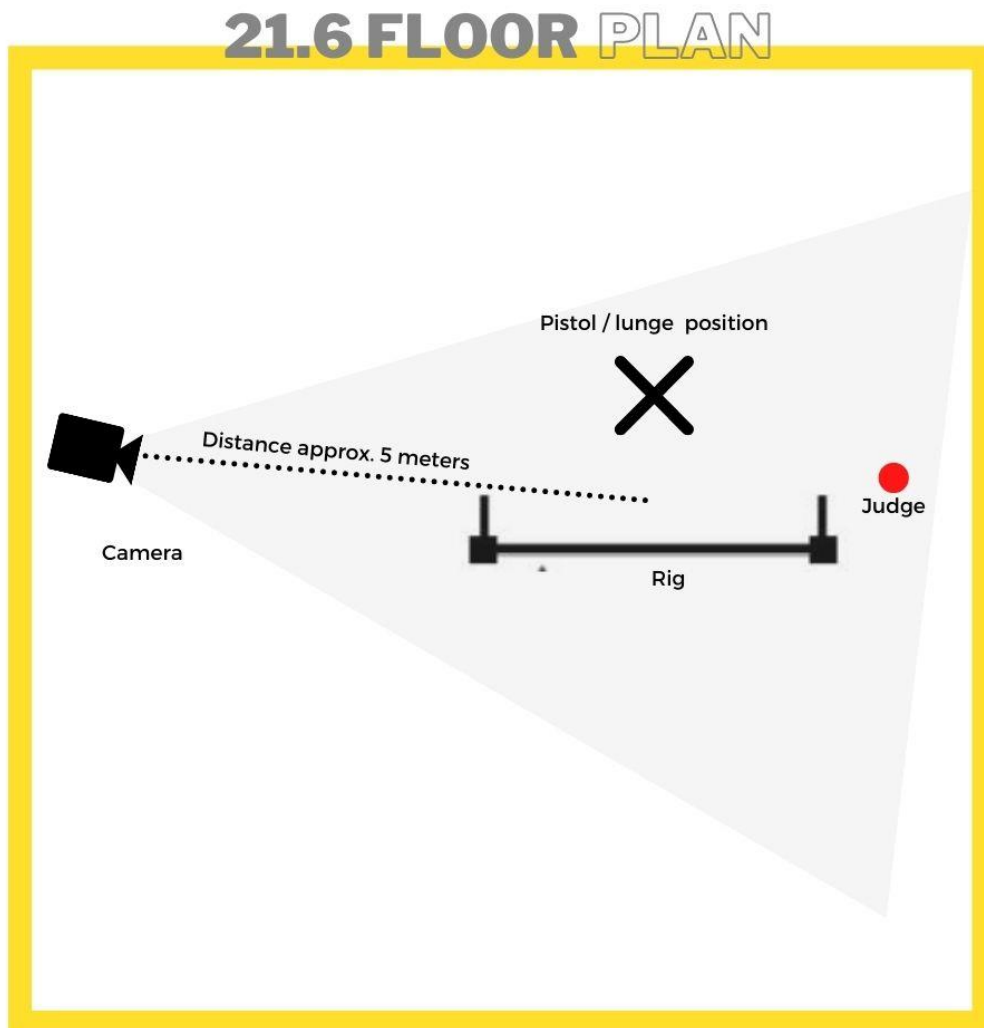 21.6 FLOOR PLAN
Pistol / lunge position
Distance approx. 5 meters
Judge
Camera
Rig